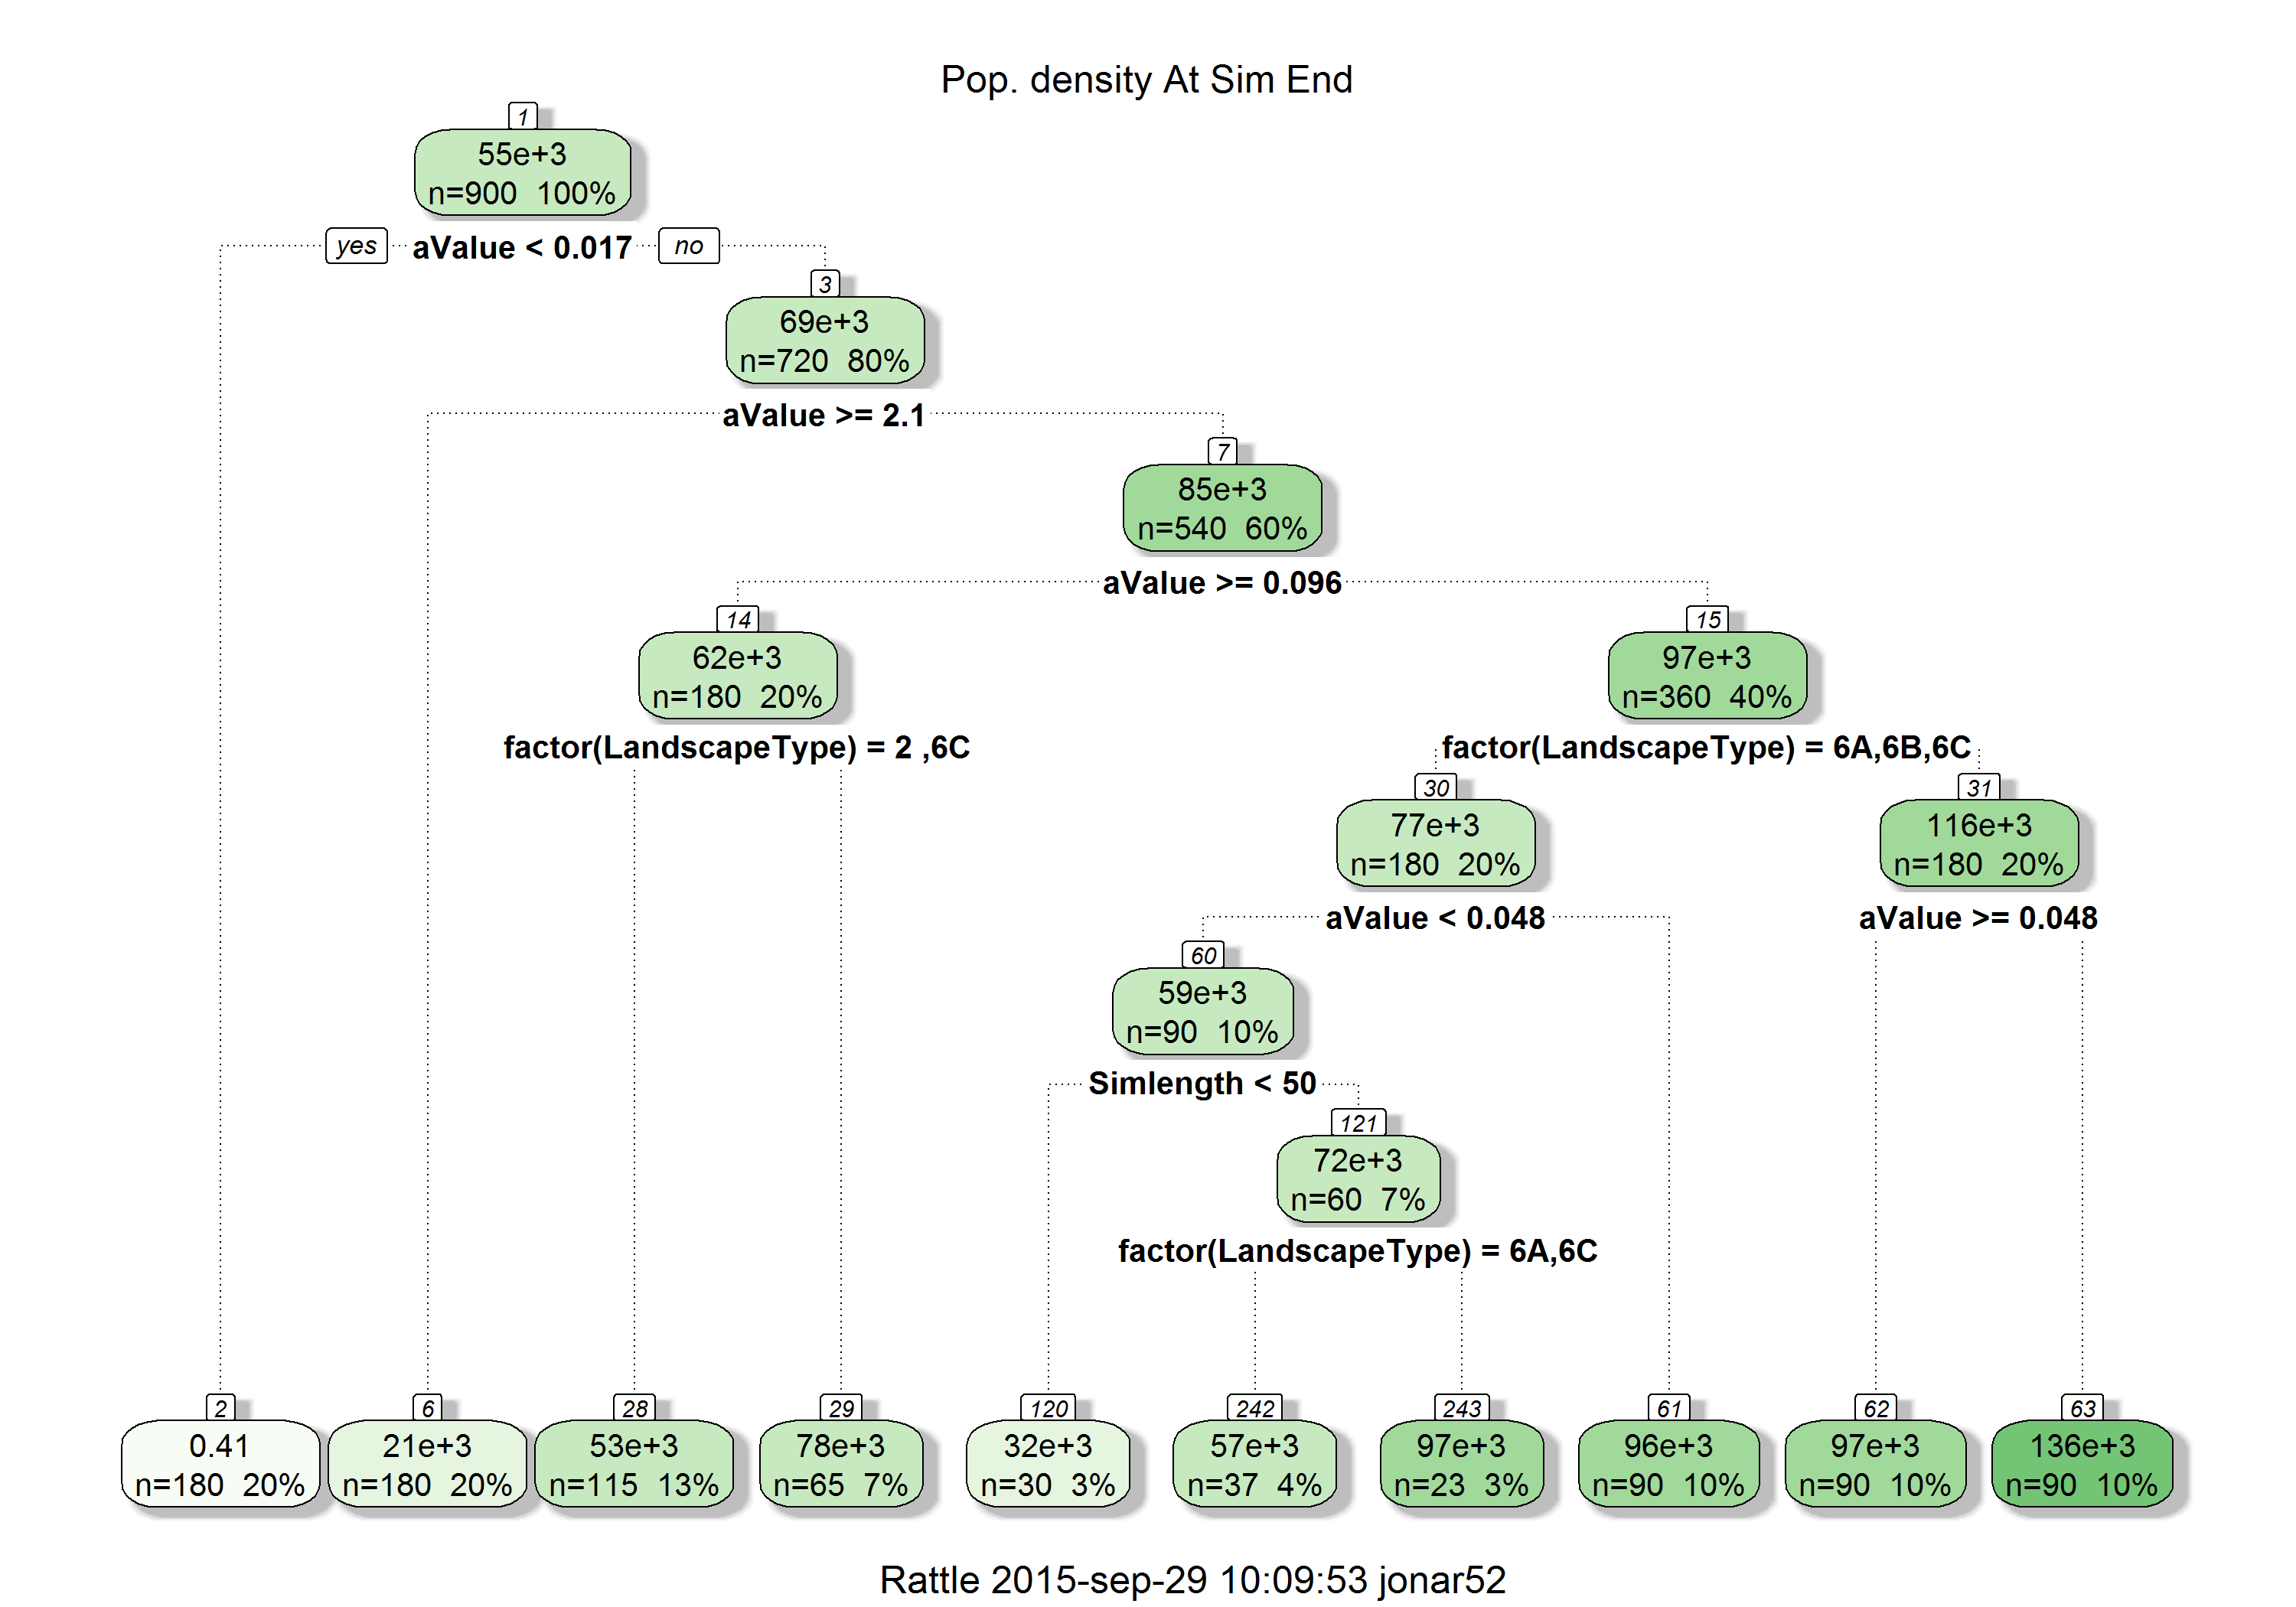 Pop. density At Sim End
1
55e+3
n=900 100%
yes aValue < 0.017 no
3
69e+3
n=720 80%
aValue >= 2.1
7
85e+3
n=540 60%
aValue >= 0.096
14 15
62e+3 97e+3
n=180 20% n=360 40%
factor(LandscapeType) = 2 ,6C factor(LandscapeType) = 6A,6B,6C
30 31
77e+3 116e+3
n=180 20% n=180 20%
aValue < 0.048 aValue >= 0.048
60
59e+3
n=90 10%
Simlength < 50
121
72e+3
n=60 7%
factor(LandscapeType) = 6A,6C
2 6 28 29 120 242 243 61 62 63
0.41 21e+3 53e+3 78e+3 32e+3 57e+3 97e+3 96e+3 97e+3 136e+3
n=180 20% n=180 20% n=115 13% n=65 7% n=30 3% n=37 4% n=23 3% n=90 10% n=90 10% n=90 10%
Rattle 2015-sep-29 10:09:53 jonar52